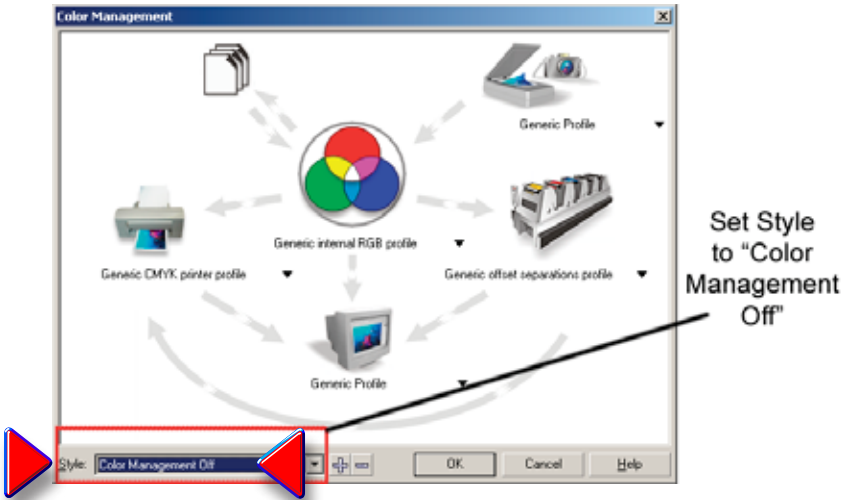 Color Management
Generic Profile
Generic internal RGB profile
Generic CMYK printer profile
Generic offset separations profile
Generic Profile
Set Style
to “Color
Management
Off”
Style: Color Management Off
OK Cancel Help